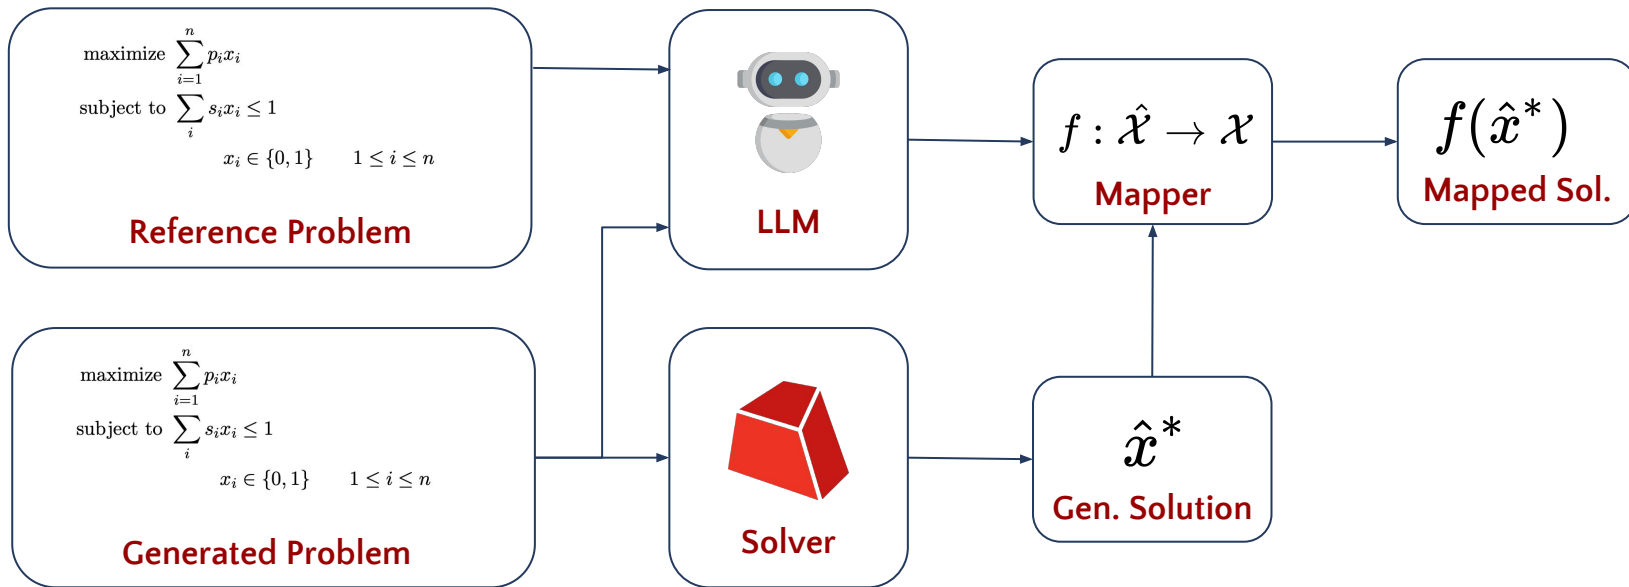 maximize $\sum_{i=1}^{n} p_i x_i$
subject to $\sum_{i} s_i x_i \leq 1$
$x_i \in \{0, 1\}$ $1 \leq i \leq n$
Reference Problem
LLM
$f : \hat{\mathcal{X}} \rightarrow \mathcal{X}$
Mapper
$f(\hat{x}^*)$
Mapped Sol.
maximize $\sum_{i=1}^{n} p_i x_i$
subject to $\sum_{i} s_i x_i \leq 1$
$x_i \in \{0, 1\}$ $1 \leq i \leq n$
Generated Problem
Solver
$\hat{x}^*$
Gen. Solution